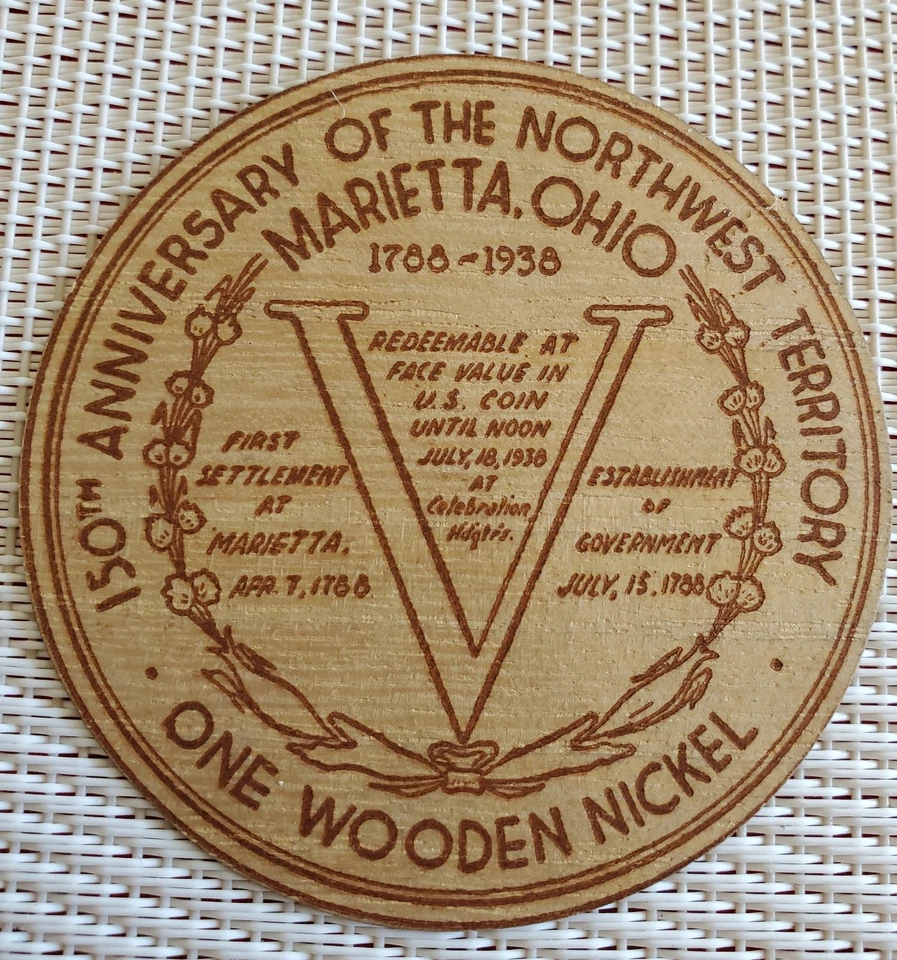 150TH ANNIVERSARY OF THE NORTHWEST TERRITORY
MARIETTA, OHIO
1788-1938
REDEEMABLE AT
FACE VALUE IN
U.S. COIN
UNTIL NOON
JULY, 18, 1938
AT
Celebration,
Hdqtrs.
FIRST
SETTLEMENT
AT
MARIETTA,
APR. 7, 1788
ESTABLISHMENT
OF
GOVERNMENT
JULY, 15, 1788
ONE WOODEN NICKEL
V